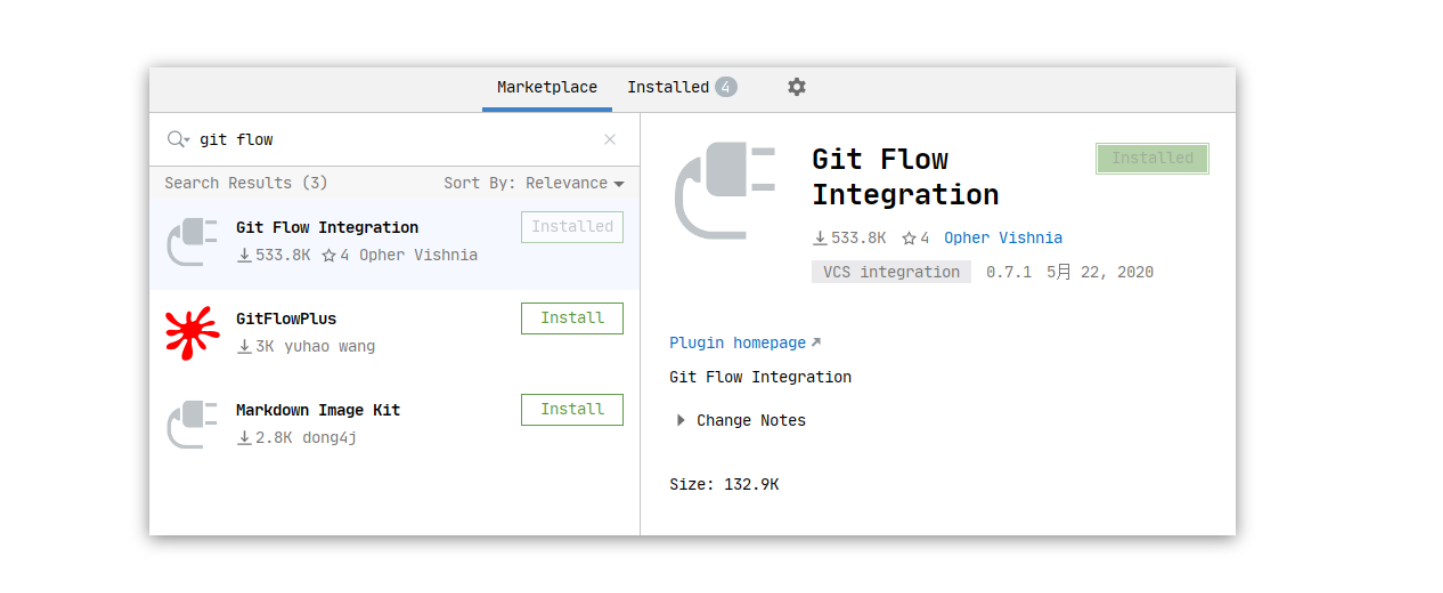 Marketplace Installed 4
git flow
Search Results (3) Sort By: Relevance
Git Flow Integration Installed
533.8K 4 Opher Vishnia
GitFlowPlus Install
3K yuhao wang
Markdown Image Kit Install
2.8K dong4j
Git Flow
Integration
Installed
533.8K 4 Opher Vishnia
VCS integration 0.7.1 5月 22, 2020
Plugin homepage
Git Flow Integration
Change Notes
Size: 132.9K